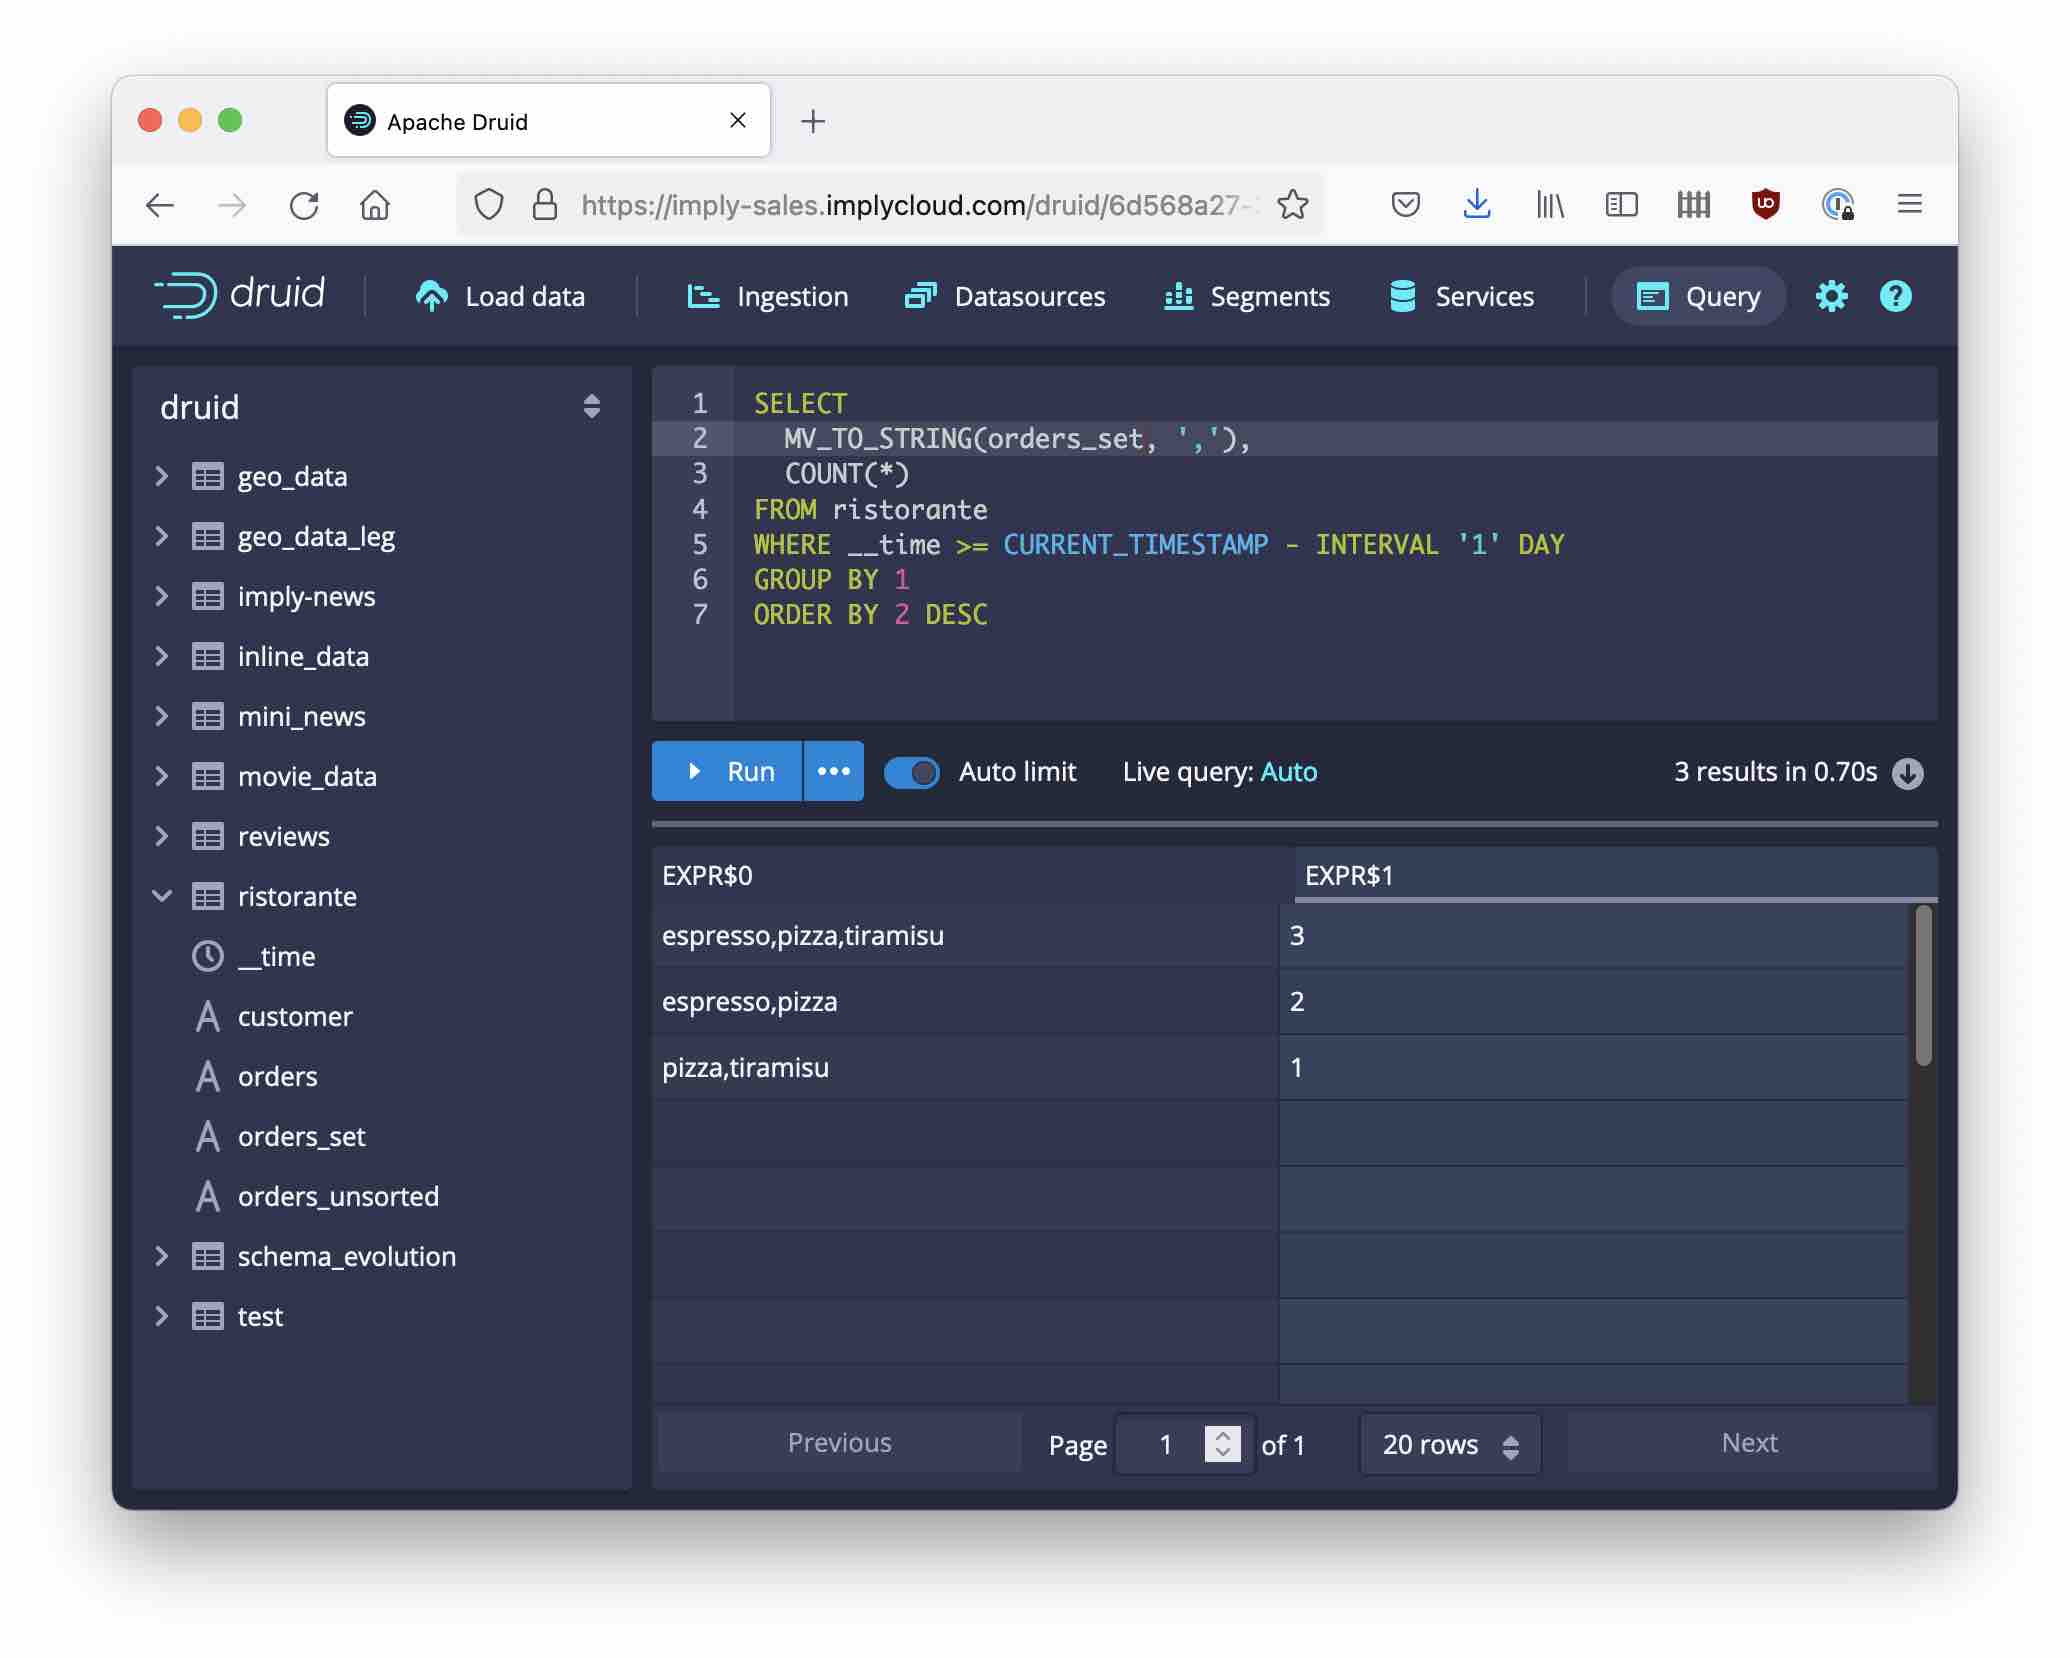 Apache Druid
https://imply-sales.implycloud.com/druid/6d568a27-
druid
Load data
Ingestion
Datasources
Segments
Services
Query
druid
geo_data
geo_data_leg
imply-news
inline_data
mini_news
movie_data
reviews
ristorante
__time
customer
orders
orders_set
orders_unsorted
schema_evolution
test
1 SELECT
2 MV_TO_STRING(orders_set, ','),
3 COUNT(*)
4 FROM ristorante
5 WHERE __time >= CURRENT_TIMESTAMP - INTERVAL '1' DAY
6 GROUP BY 1
7 ORDER BY 2 DESC
Run
Auto limit
Live query: Auto
3 results in 0.70s
EXPR$0 EXPR$1
espresso,pizza,tiramisu 3
espresso,pizza 2
pizza,tiramisu 1
Previous
Page 1 of 1
20 rows
Next